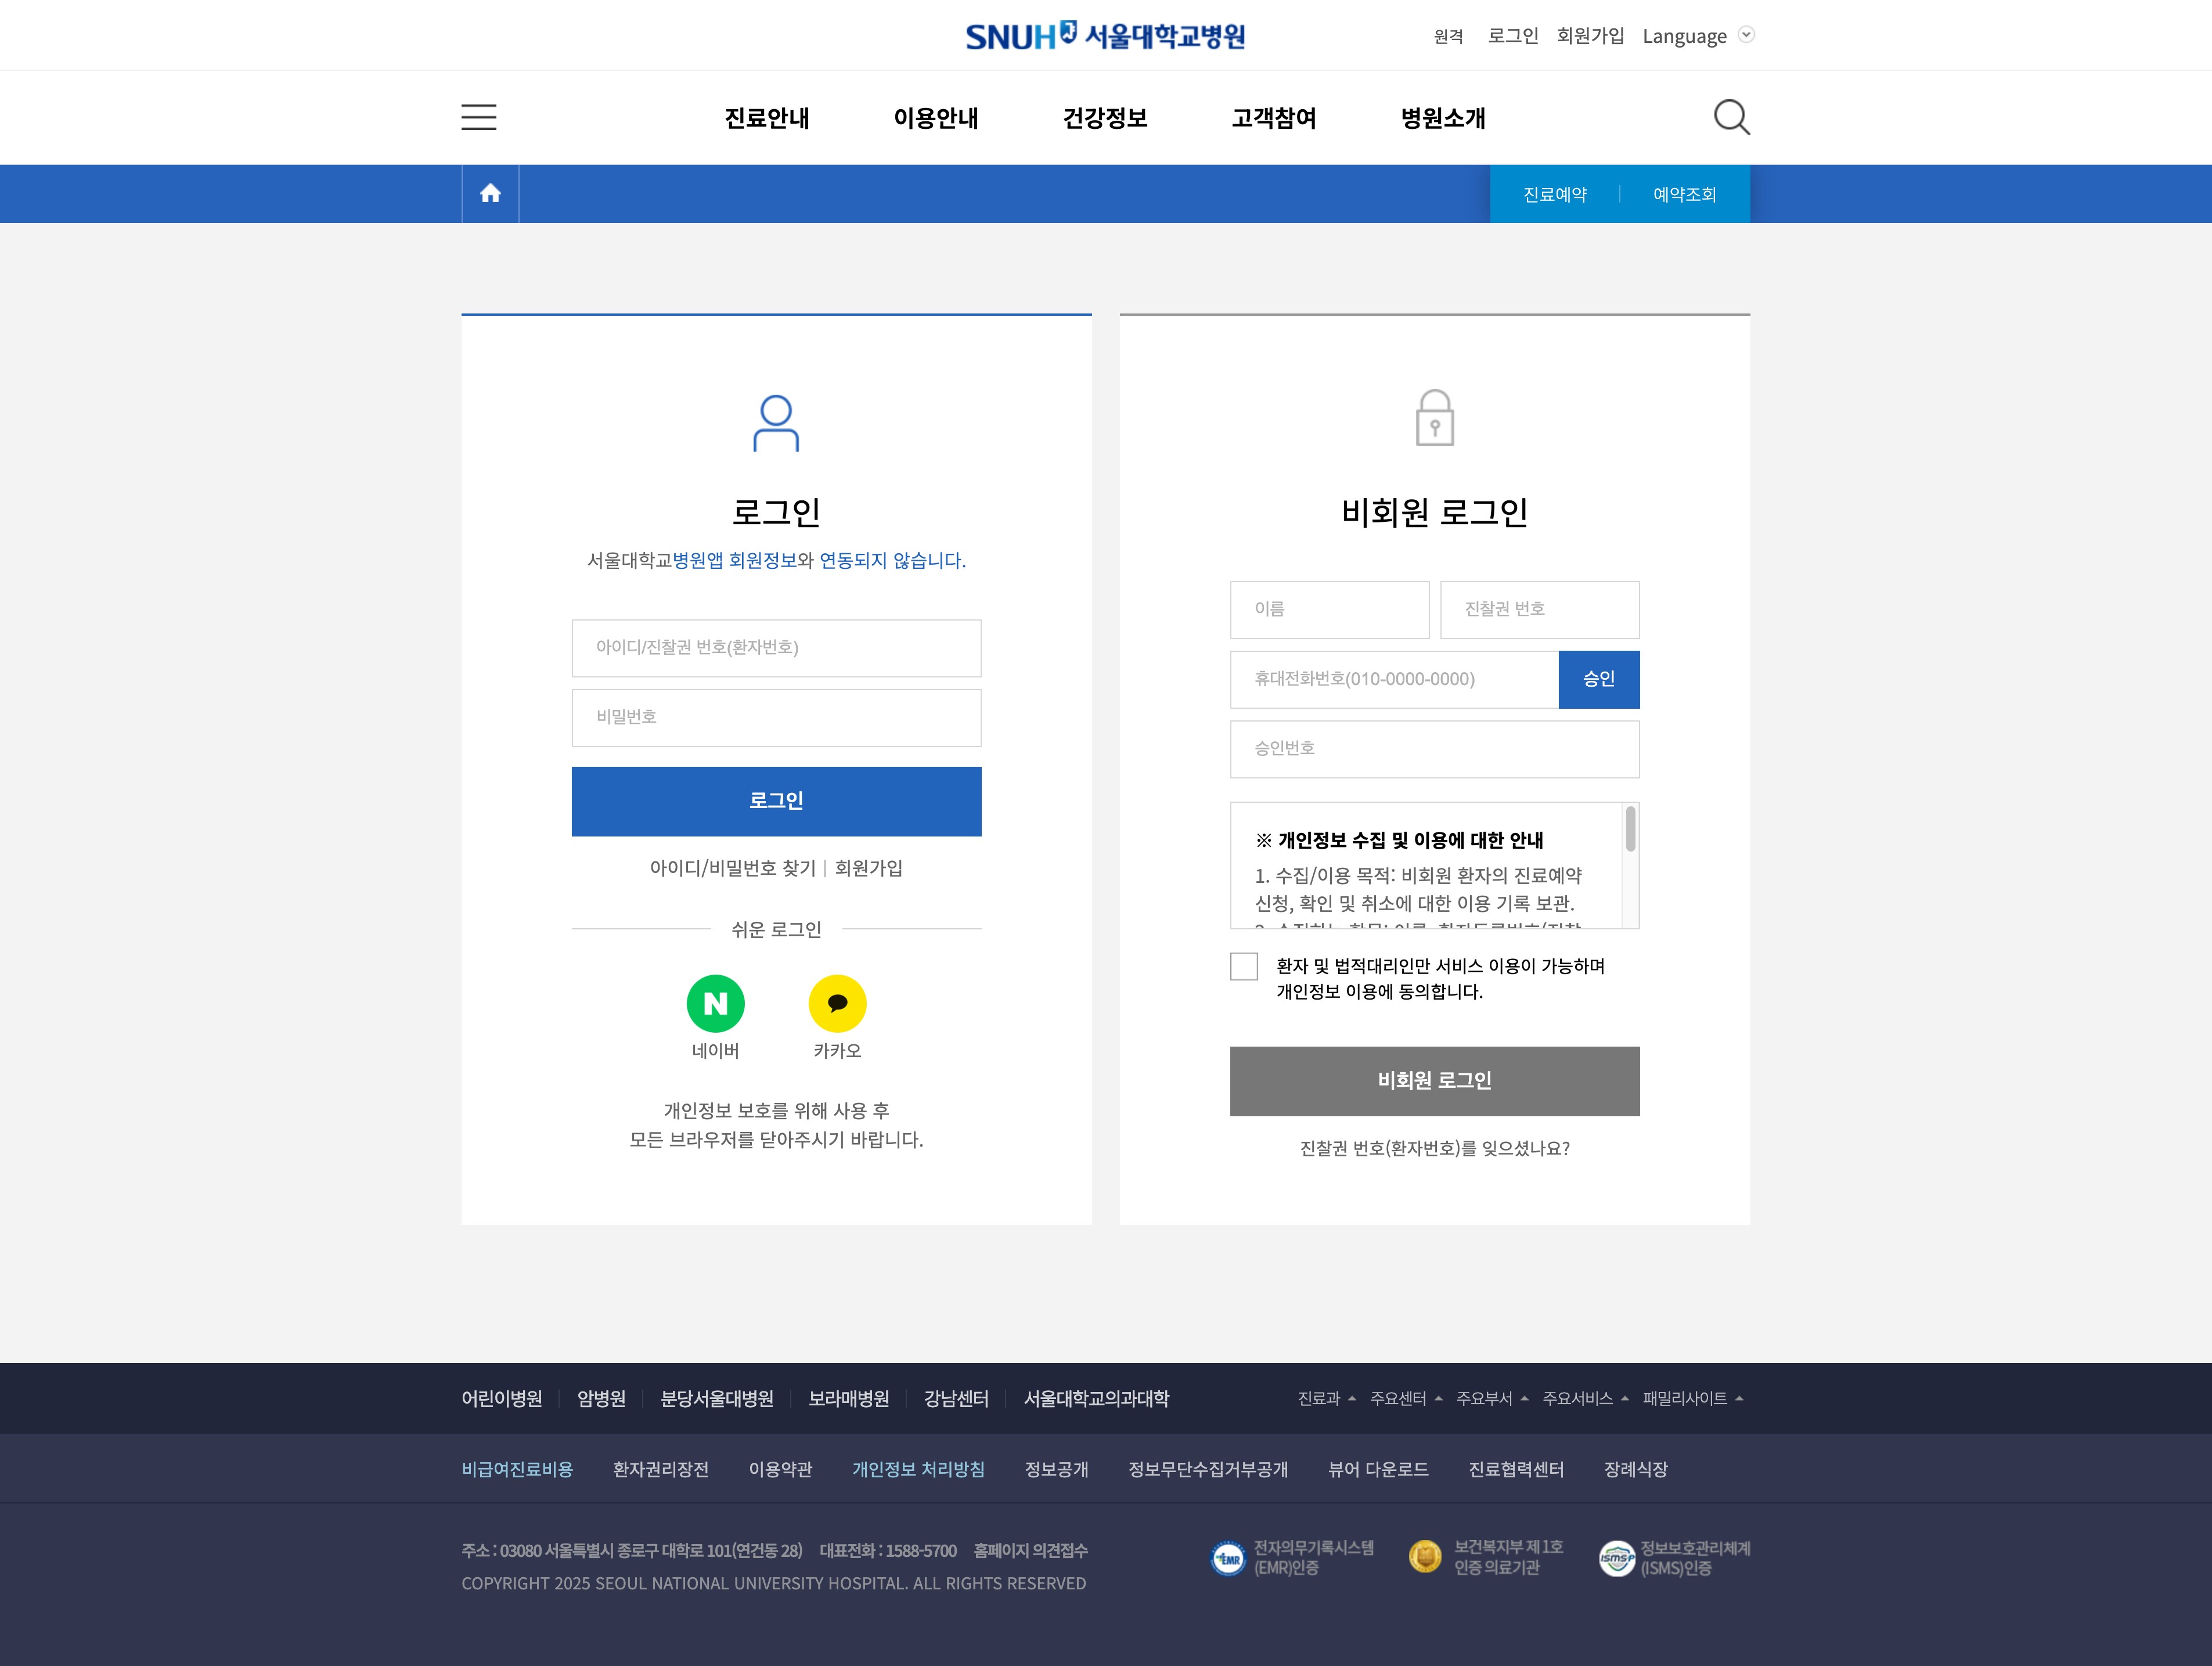 SNUH 서울대학교병원
원격 로그인 회원가입 Language
진료안내 이용안내 건강정보 고객참여 병원소개
진료예약 예약조회
로그인
서울대학교병원앱 회원정보와 연동되지 않습니다.
아이디/진찰권 번호(환자번호)
비밀번호
로그인
아이디/비밀번호 찾기 회원가입
쉬운 로그인
N
네이버 카카오
개인정보 보호를 위해 사용 후
모든 브라우저를 닫아주시기 바랍니다.
비회원 로그인
이름 진찰권 번호
휴대전화번호(010-0000-0000) 승인
승인번호
※ 개인정보 수집 및 이용에 대한 안내
1. 수집/이용 목적: 비회원 환자의 진료예약
신청, 확인 및 취소에 대한 이용 기록 보관.
환자 및 법적대리인만 서비스 이용이 가능하며
개인정보 이용에 동의합니다.
비회원 로그인
진찰권 번호(환자번호)를 잊으셨나요?
어린이병원 암병원 분당서울대병원 보라매병원 강남센터 서울대학교의과대학
진료과 주요센터 주요부서 주요서비스 패밀리사이트
비급여진료비용 환자권리장전 이용약관 개인정보 처리방침 정보공개 정보무단수집거부공개 뷰어 다운로드 진료협력센터 장례식장
주소 : 03080 서울특별시 종로구 대학로 101(연건동 28) 대표전화 : 1588-5700 홈페이지 의견접수
COPYRIGHT 2025 SEOUL NATIONAL UNIVERSITY HOSPITAL. ALL RIGHTS RESERVED
EMR
전자의무기록시스템
(EMR)인증
보건복지부 제 1호
인증 의료기관
ISMS-P
정보보호관리체계
(ISMS)인증